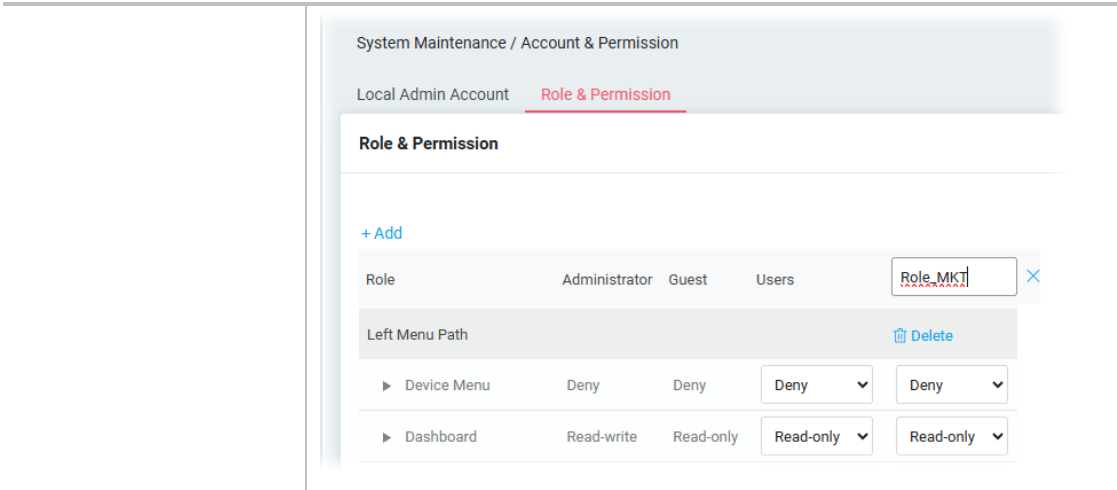 System Maintenance / Account & Permission
Local Admin Account Role & Permission
Role & Permission
+ Add
Role Administrator Guest Users Role_MKT
Left Menu Path Delete
Device Menu Deny Deny Deny Deny
Dashboard Read-write Read-only Read-only Read-only